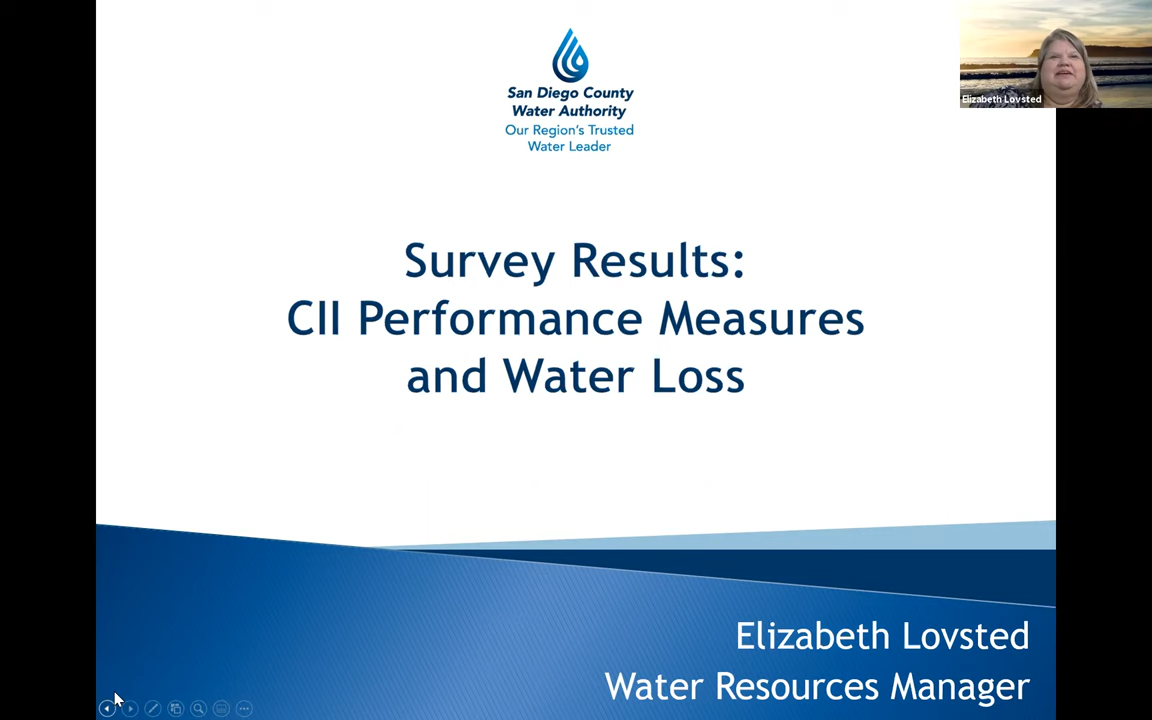 San Diego County
Water Authority
Our Region's Trusted
Water Leader
Elizabeth Lovsted
Survey Results:
CII Performance Measures
and Water Loss
Elizabeth Lovsted
Water Resources Manager